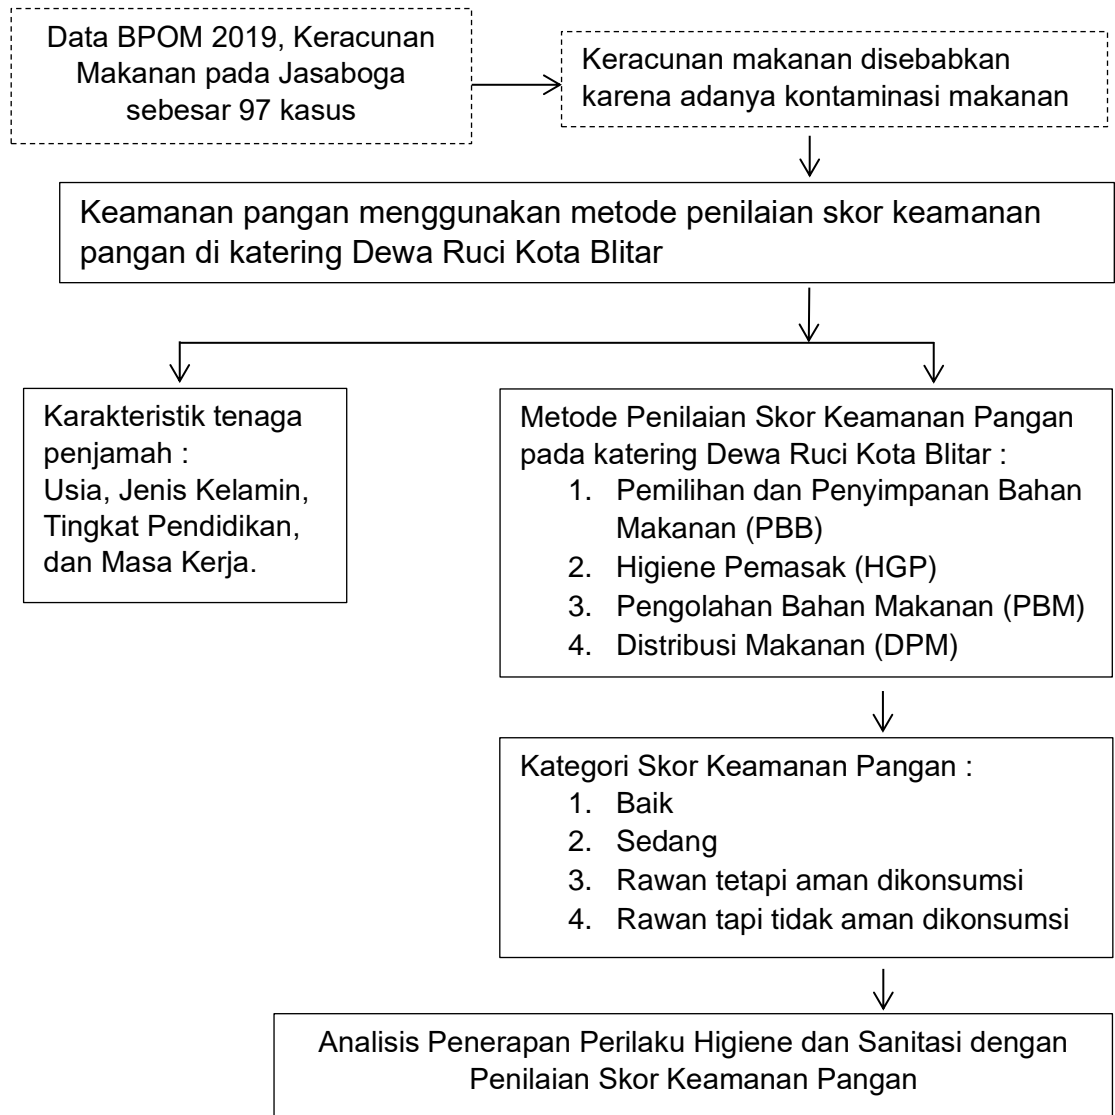 Data BPOM 2019, Keracunan
Makanan pada Jasaboga
sebesar 97 kasus
Keracunan makanan disebabkan
karena adanya kontaminasi makanan
Keamanan pangan menggunakan metode penilaian skor keamanan
pangan di katering Dewa Ruci Kota Blitar
Karakteristik tenaga
penjamah :
Usia, Jenis Kelamin,
Tingkat Pendidikan,
dan Masa Kerja.
Metode Penilaian Skor Keamanan Pangan
pada katering Dewa Ruci Kota Blitar :
1. Pemilihan dan Penyimpanan Bahan
Makanan (PBB)
2. Higiene Pemasak (HGP)
3. Pengolahan Bahan Makanan (PBM)
4. Distribusi Makanan (DPM)
Kategori Skor Keamanan Pangan :
1. Baik
2. Sedang
3. Rawan tetapi aman dikonsumsi
4. Rawan tapi tidak aman dikonsumsi
Analisis Penerapan Perilaku Higiene dan Sanitasi dengan
Penilaian Skor Keamanan Pangan